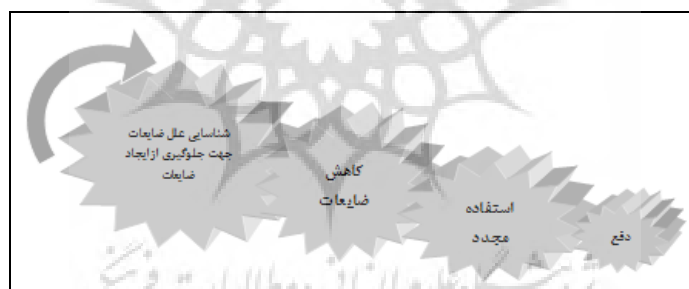 شناسایی علل ضایعات
جهت جلوگیری از ایجاد
ضایعات
کاهش
ضایعات
استفاده
مجدد
دفع